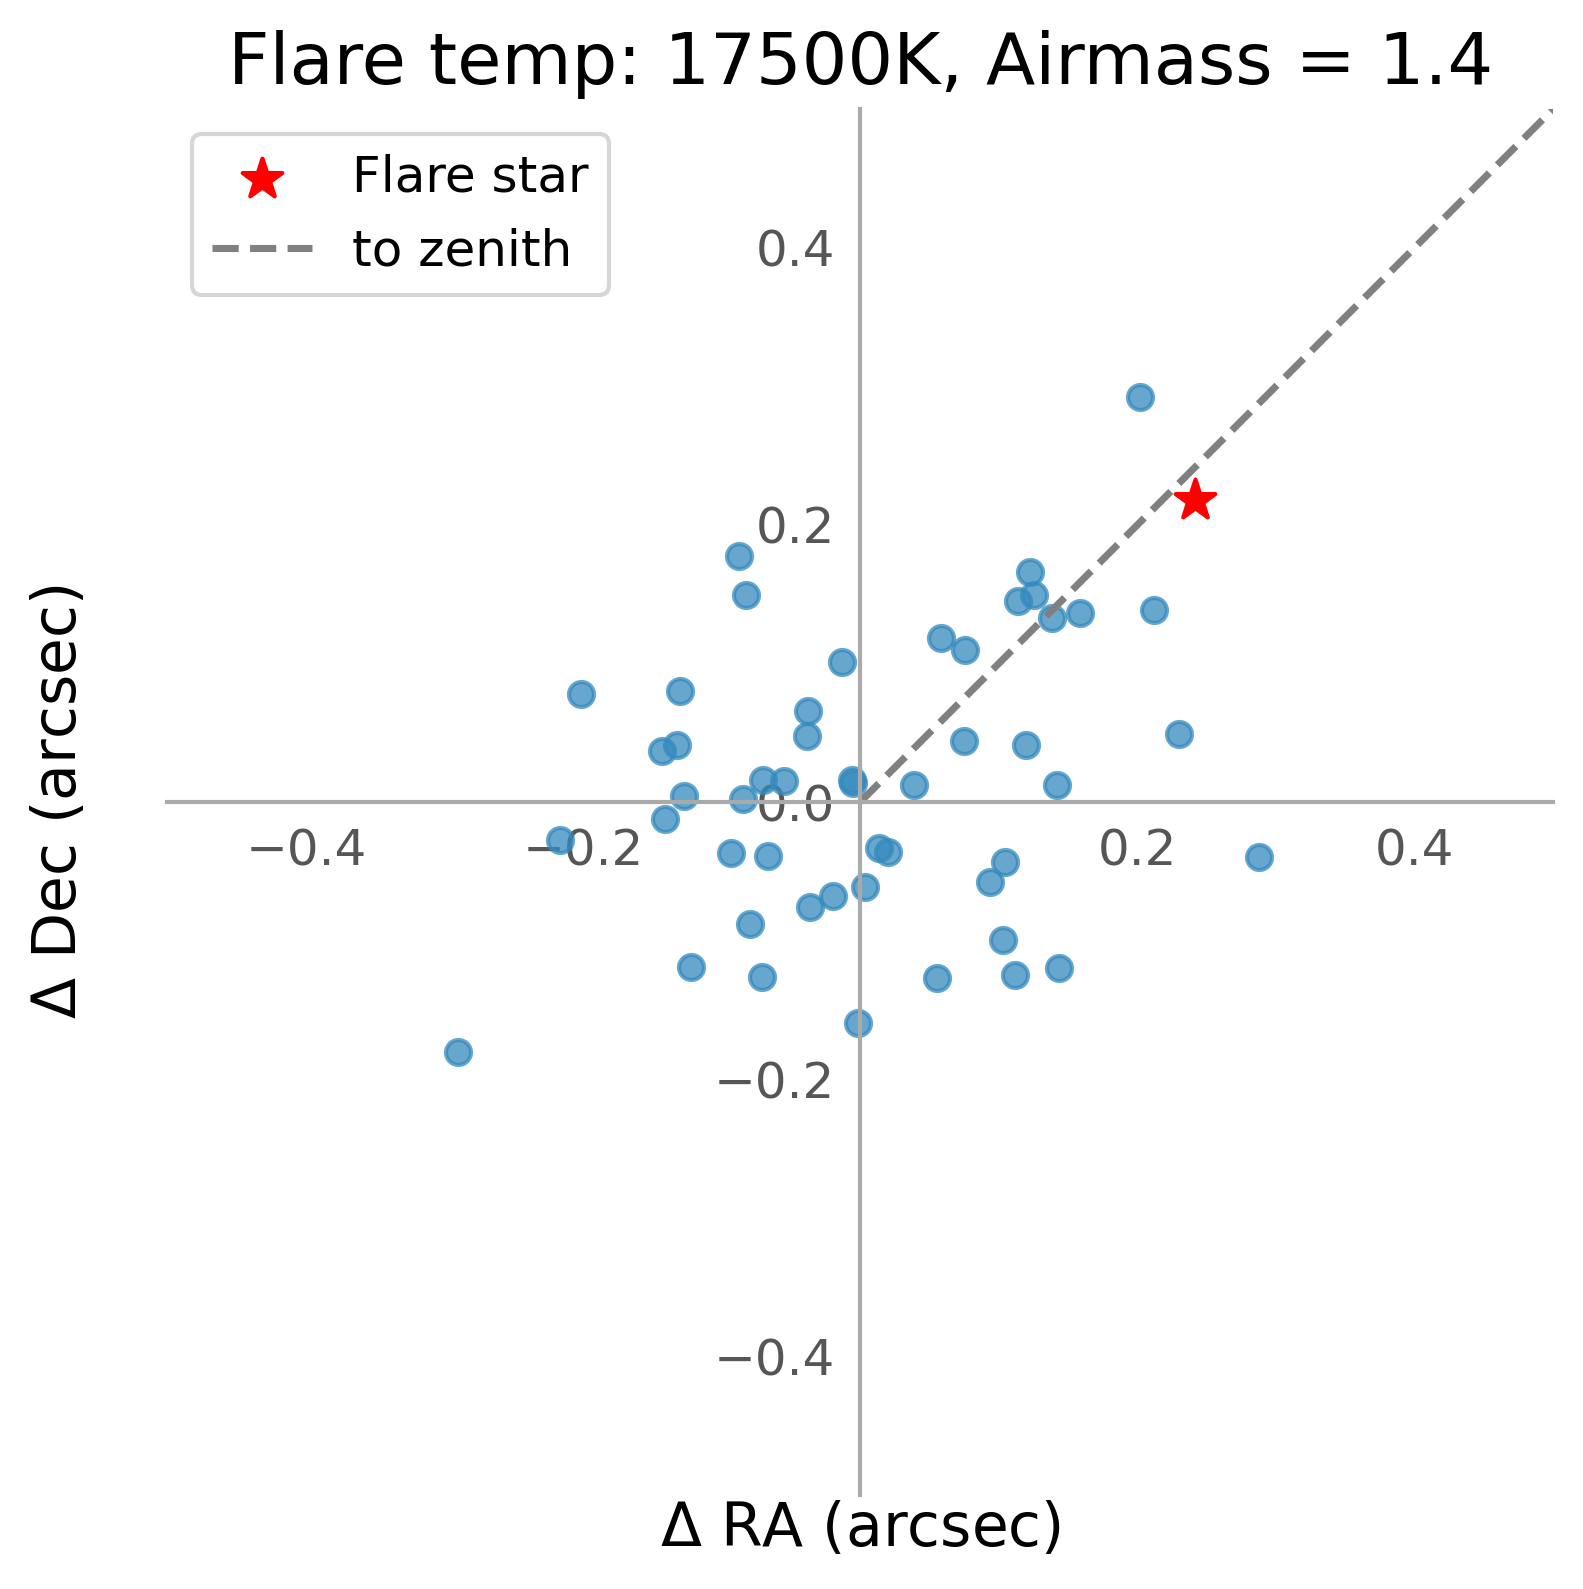 Flare temp: 17500K, Airmass = 1.4
Flare star
to zenith
0.4
0.2
0.0
−0.4 −0.2 0.2 0.4
−0.2
−0.4
Δ Dec (arcsec)
Δ RA (arcsec)